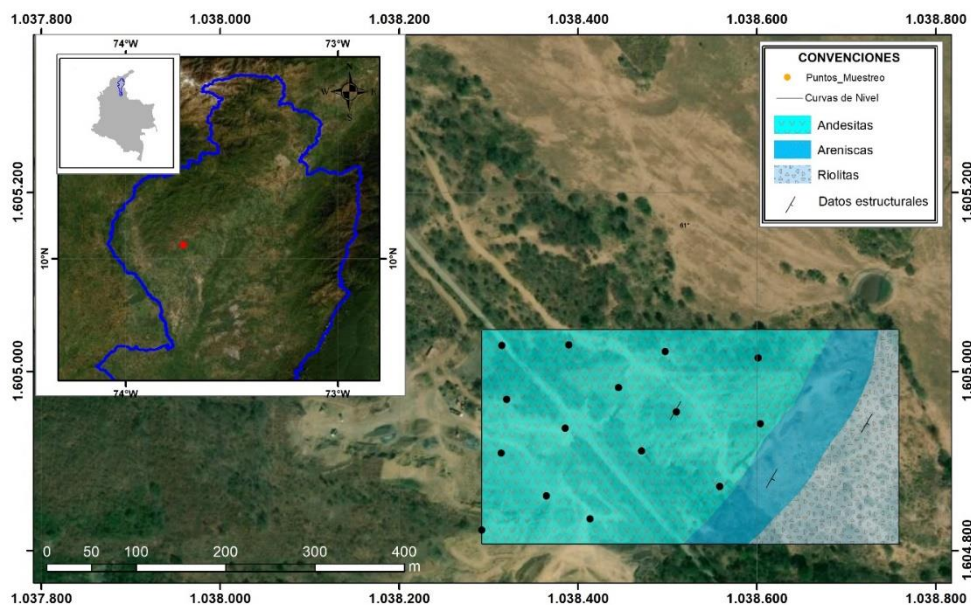 1.037.800 1.038.000 1.038.200 1.038.400 1.038.600 1.038.800
74°W 73°W
W
S
10°N 10°N
74°W 73°W
1.605.200 1.605.200
1.605.000 1.605.000
1.604.800
CONVENCIONES
Puntos_Muestreo
Curvas de Nivel
Andesitas
Areniscas
Riolitas
Datos estructurales
81°
0 50 100 200 300 400
m
1.037.800 1.038.000 1.038.200 1.038.400 1.038.600 1.038.800